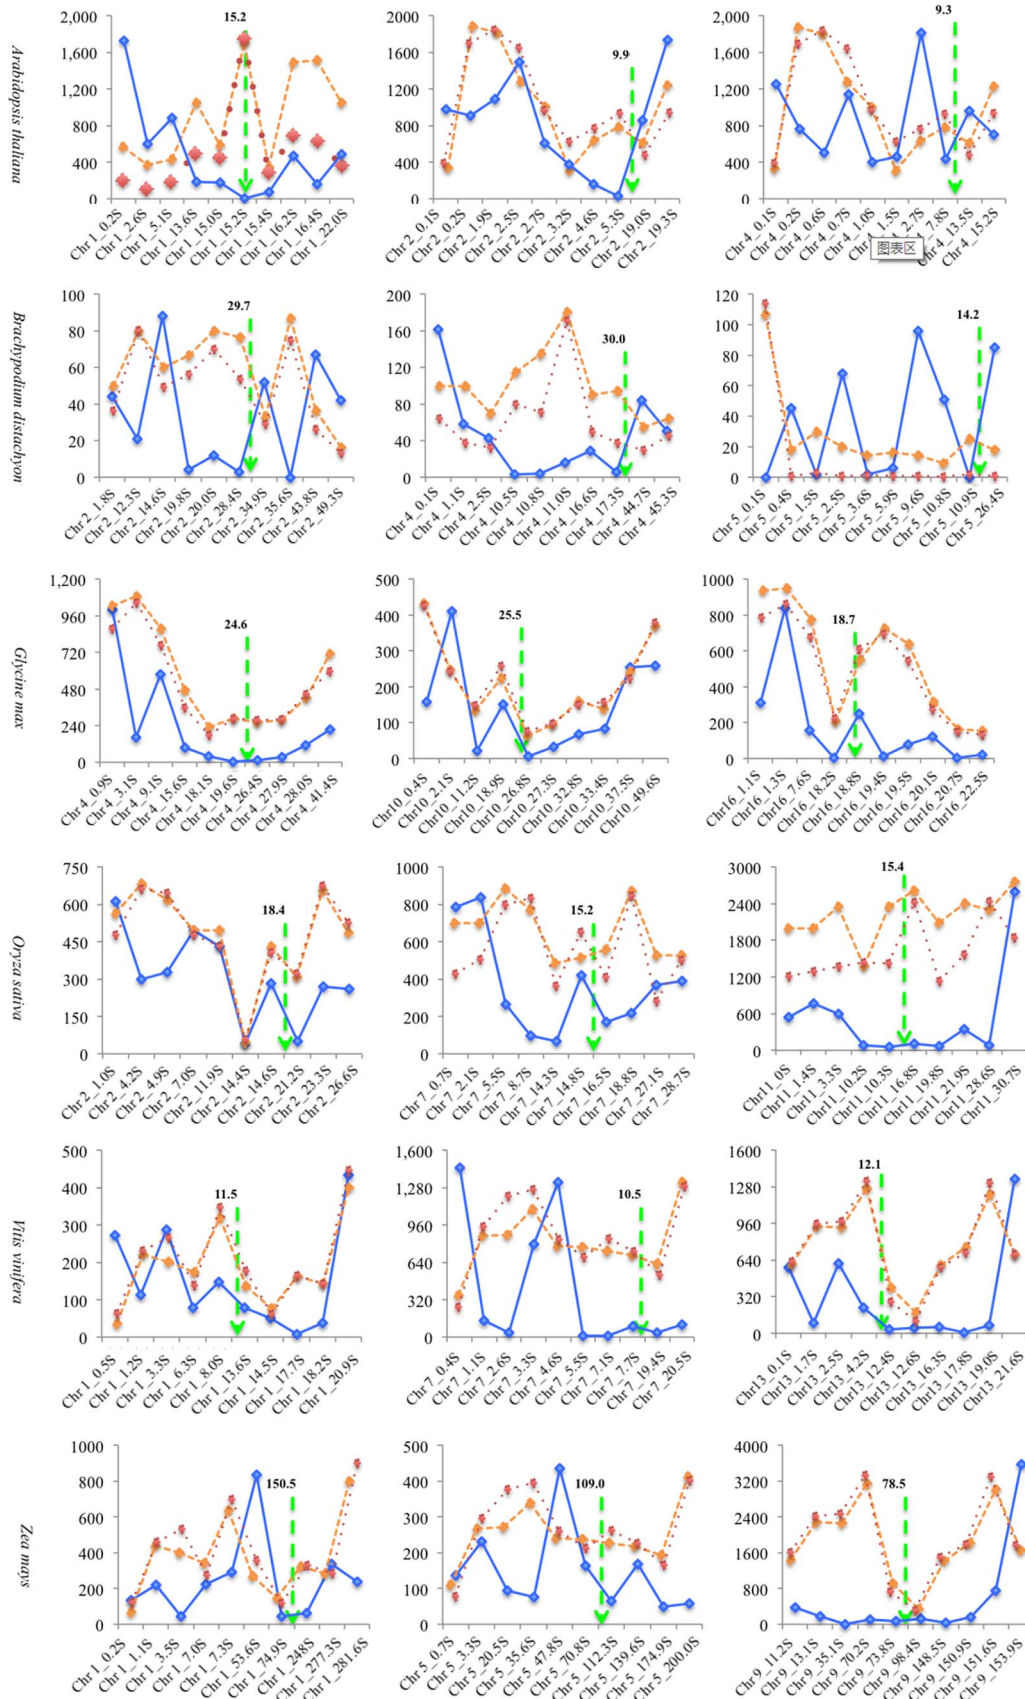 Arabidopsis thaliana
2,000
1,600
1,200
800
400
0
15.2
Chr1_0.2S
Chr1_2.6S
Chr1_5.1S
Chr1_13.6S
Chr1_15.0S
Chr1_15.2S
Chr1_15.4S
Chr1_16.2S
Chr1_16.4S
Chr1_22.0S
2000
1,600
1,200
800
400
0
9.9
Chr2_0.1S
Chr2_0.2S
Chr2_1.9S
Chr2_2.5S
Chr2_2.7S
Chr2_3.2S
Chr2_4.6S
Chr2_5.3S
Chr2_19.0S
Chr2_19.3S
2,000
1,600
1,200
800
400
0
9.3
Chr4_0.1S
Chr4_0.2S
Chr4_0.6S
Chr4_0.7S
Chr4_1.0S
2.7S
7.8S
Chr4_13.5S
Chr4_15.2S
图表区
Brachypodium distachyon
100
80
60
40
20
0
29.7
Chr2_1.8S
Chr2_12.3S
Chr2_14.6S
Chr2_19.8S
Chr2_20.0S
Chr2_28.4S
Chr2_34.9S
Chr2_35.6S
Chr2_43.8S
Chr2_49.3S
200
160
120
80
40
0
30.0
Chr4_0.1S
Chr4_1.1S
Chr4_2.5S
Chr4_10.5S
Chr4_10.8S
Chr4_11.0S
Chr4_16.6S
Chr4_17.3S
Chr4_44.7S
Chr4_45.3S
120
100
80
60
40
20
0
14.2
Chr5_0.1S
Chr5_0.4S
Chr5_1.5S
Chr5_2.5S
Chr5_3.6S
Chr5_5.9S
Chr5_9.6S
Chr5_10.8S
Chr5_10.9S
Chr5_26.4S
Glycine max
1,200
960
720
480
240
0
24.6
Chr4_0.9S
Chr4_3.1S
Chr4_9.1S
Chr4_15.6S
Chr4_18.1S
Chr4_19.6S
Chr4_26.4S
Chr4_27.9S
Chr4_28.0S
Chr4_41.4S
500
400
300
200
100
0
25.5
Chr10_0.4S
Chr10_2.1S
Chr10_11.2S
Chr10_18.9S
Chr10_26.8S
Chr10_27.3S
Chr10_32.8S
Chr10_33.4S
Chr10_37.5S
Chr10_49.6S
1000
800
600
400
200
0
18.7
Chr16_1.1S
Chr16_1.3S
Chr16_7.6S
Chr16_18.2S
Chr16_18.8S
Chr16_19.4S
Chr16_19.5S
Chr16_20.1S
Chr16_20.7S
Chr16_22.5S
Oryza sativa
750
600
450
300
150
0
18.4
Chr2_1.0S
Chr2_4.2S
Chr2_4.9S
Chr2_7.0S
Chr2_11.9S
Chr2_14.4S
Chr2_14.6S
Chr2_21.2S
Chr2_23.3S
Chr2_26.6S
1000
800
600
400
200
0
15.2
Chr7_0.7S
Chr7_2.1S
Chr7_5.5S
Chr7_8.7S
Chr7_14.3S
Chr7_14.8S
Chr7_16.5S
Chr7_18.8S
Chr7_27.1S
Chr7_28.7S
3000
2400
1800
1200
600
0
15.4
Chr11_0S
Chr11_1.4S
Chr11_3.3S
Chr11_10.2S
Chr11_10.3S
Chr11_16.8S
Chr11_19.8S
Chr11_21.9S
Chr11_28.6S
Chr11_30.7S
Vitis vinifera
500
400
300
200
100
0
11.5
Chr1_0.5S
Chr1_1.2S
Chr1_3.3S
Chr1_6.3S
Chr1_8.0S
Chr1_13.6S
Chr1_14.5S
Chr1_17.7S
Chr1_18.2S
Chr1_20.9S
1,600
1,280
960
640
320
0
10.5
Chr7_0.4S
Chr7_1.1S
Chr7_2.6S
Chr7_3.3S
Chr7_4.6S
Chr7_5.5S
Chr7_7.1S
Chr7_7.7S
Chr7_19.4S
Chr7_20.5S
1600
1280
960
640
320
0
12.1
Chr13_0.1S
Chr13_1.7S
Chr13_2.5S
Chr13_4.2S
Chr13_12.4S
Chr13_12.6S
Chr13_16.3S
Chr13_17.8S
Chr13_19.0S
Chr13_21.6S
Zea mays
1000
800
600
400
200
0
150.5
Chr1_0.2S
Chr1_1.1S
Chr1_3.5S
Chr1_7.0S
Chr1_7.3S
Chr1_53.6S
Chr1_74.9S
Chr1_248S
Chr1_277.3S
Chr1_281.6S
500
400
300
200
100
0
109.0
Chr5_0.7S
Chr5_3.3S
Chr5_20.5S
Chr5_35.6S
Chr5_47.8S
Chr5_70.8S
Chr5_112.3S
Chr5_139.6S
Chr5_174.9S
Chr5_200.0S
4000
3200
2400
1600
800
0
78.5
Chr9_11.2S
Chr9_13.1S
Chr9_35.1S
Chr9_70.2S
Chr9_73.8S
Chr9_98.4S
Chr9_148.5S
Chr9_150.9S
Chr9_151.6S
Chr9_153.9S